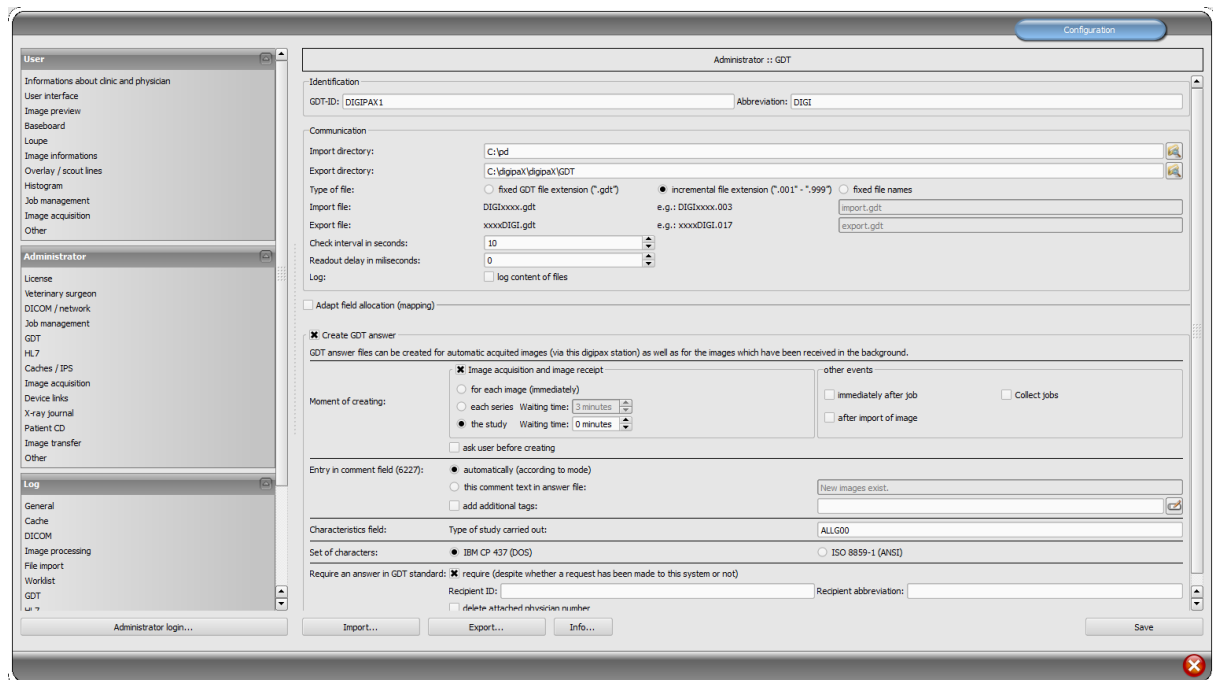 Configuration
User
Informations about clinic and physician
User interface
Image preview
Baseboard
Loupe
Image informations
Overlay / scout lines
Histogram
Job management
Image acquisition
Other
Administrator
License
Veterinary surgeon
DICOM / network
Job management
GDT
HL7
Caches / IPS
Image acquisition
Device links
X-ray journal
Patient CD
Image transfer
Other
Log
General
Cache
DICOM
Image processing
File import
Worklist
GDT
HL7
Administrator login...
Administrator :: GDT
Identification
GDT-ID: DIGIPAX1 Abbreviation: DIGI
Communication
Import directory: C:\pd
Export directory: C:\digipaX\digipaX\GDT
Type of file: fixed GDT file extension (".gdt") incremental file extension (".001" - ".999") fixed file names
Import file: DIGIxxxx.gdt e.g.: DIGIxxxx.003 import.gdt
Export file: xxxxDIGI.gdt e.g.: xxxxDIGI.017 export.gdt
Check interval in seconds: 10
Readout delay in miliseconds: 0
Log: log content of files
Adapt field allocation (mapping)
Create GDT answer
GDT answer files can be created for automatic acquited images (via this digipax station) as well as for the images which have been received in the background.
Image acquisition and image receipt other events
for each image (immediately)
immediately after job Collect jobs
Moment of creating: each series Waiting time: 3 minutes
after import of image
the study Waiting time: 0 minutes
ask user before creating
Entry in comment field (6227): automatically (according to mode)
this comment text in answer file: New images exist.
add additional tags:
Characteristics field: Type of study carried out: ALLG00
Set of characters: IBM CP 437 (DOS) ISO 8859-1 (ANSI)
Require an answer in GDT standard: require (despite whether a request has been made to this system or not)
Recipient ID: Recipient abbreviation:
delete attached physician number
Import... Export... Info... Save